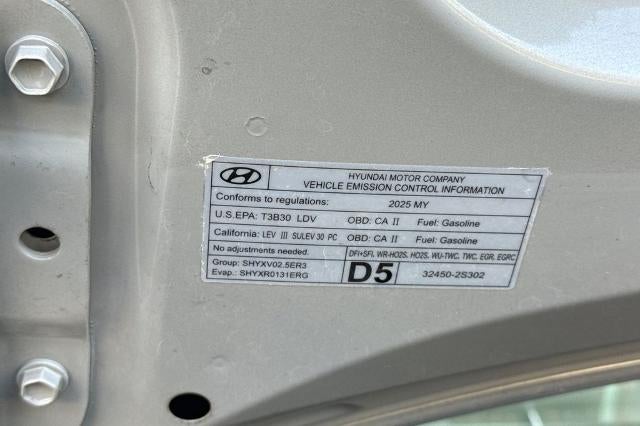 HYUNDAI MOTOR COMPANY
VEHICLE EMISSION CONTROL INFORMATION
Conforms to regulations: 2025 MY
U.S.EPA: T3B30 LDV OBD: CA II Fuel: Gasoline
California: LEV III SULEV30 PC OBD: CA II Fuel: Gasoline
No adjustments needed. DFI+SFI, WR-HO2S, HO2S, WU-TWC, TWC, EGR, EGRC
Group: SHYXV02.5ER3
Evap.: SHYXR0131ERG
D5 32450-2S302